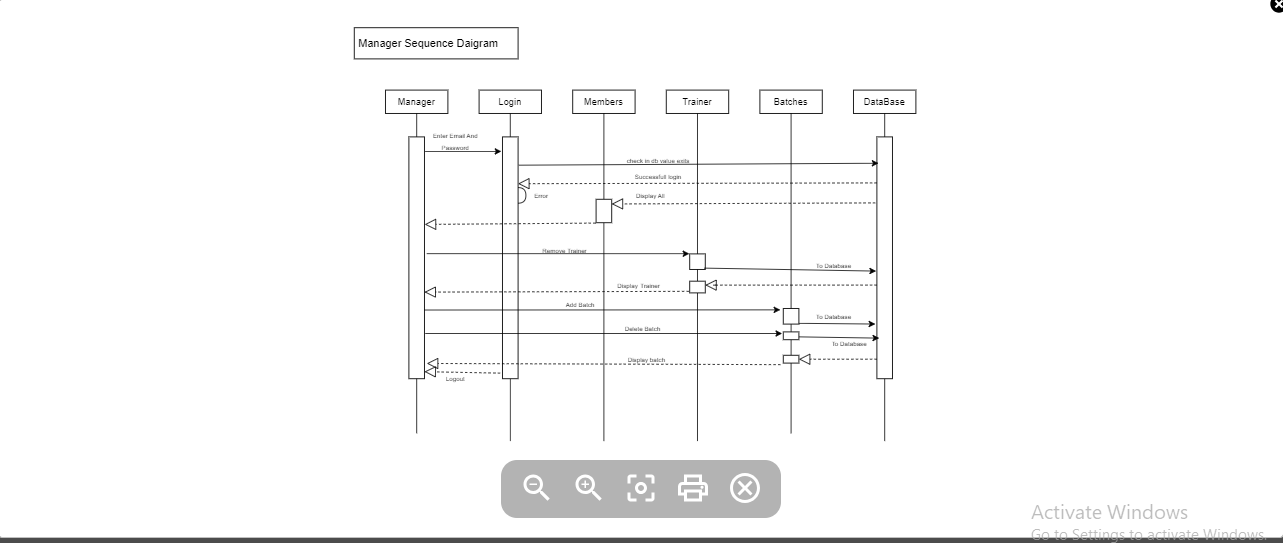 Manager Sequence Daigram
Manager
Login
Members
Trainer
Batches
DataBase
Enter Email And
Password
check in db value exits
Successfull login
Error
Display All
Remove Trainer
To Database
Display Trainer
Add Batch
To Database
Delete Batch
To Database
Display batch
Logout
Activate Windows
Go to Settings to activate Windows.